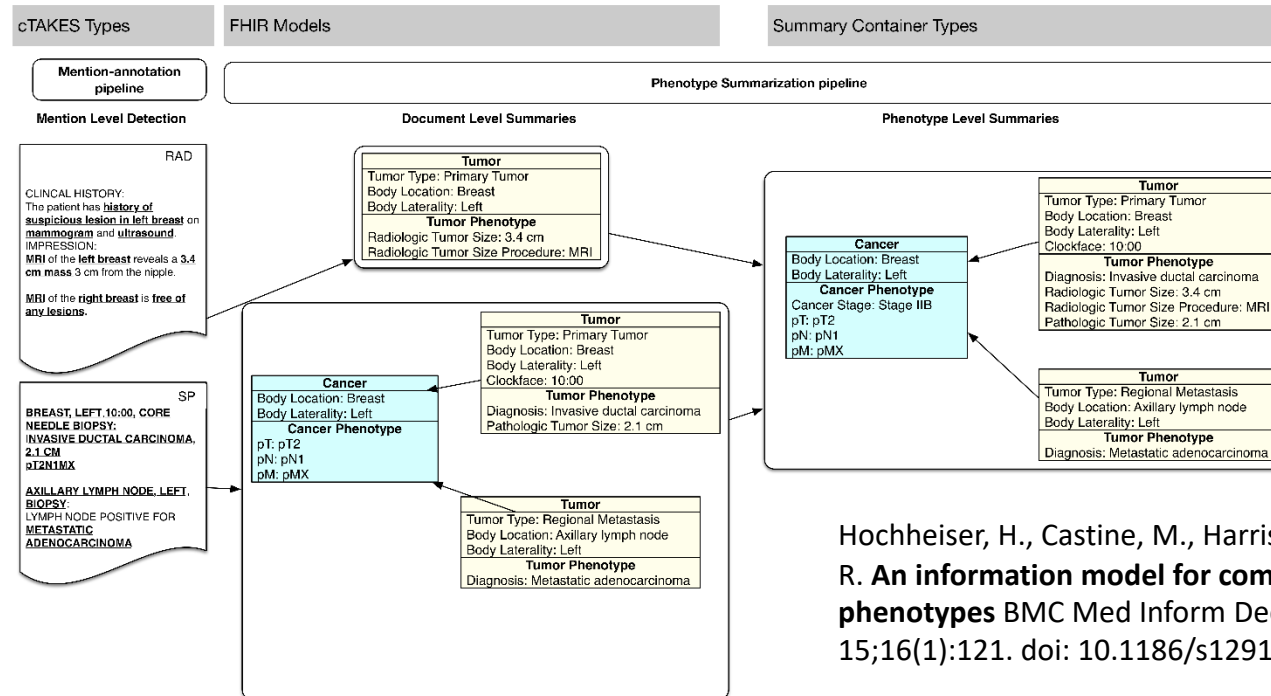 cTAKES Types
FHIR Models
Summary Container Types
Mention-annotation
pipeline
Phenotype Summarization pipeline
Mention Level Detection
Document Level Summaries
Phenotype Level Summaries
RAD
CLINCAL HISTORY:
The patient has history of
suspicious lesion in left breast on
mammogram and ultrasound.
IMPRESSION:
MRI of the left breast reveals a 3.4
cm mass 3 cm from the nipple.
MRI of the right breast is free of
any lesions.
SP
BREAST, LEFT,10:00, CORE
NEEDLE BIOPSY:
INVASIVE DUCTAL CARCINOMA,
2.1 CM
pT2N1MX
AXILLARY LYMPH NODE, LEFT,
BIOPSY:
LYMPH NODE POSITIVE FOR
METASTATIC
ADENOCARCINOMA
Tumor
Tumor Type: Primary Tumor
Body Location: Breast
Body Laterality: Left
Tumor Phenotype
Radiologic Tumor Size: 3.4 cm
Radiologic Tumor Size Procedure: MRI
Cancer
Body Location: Breast
Body Laterality: Left
Cancer Phenotype
pT: pT2
pN: pN1
pM: pMX
Tumor
Tumor Type: Primary Tumor
Body Location: Breast
Body Laterality: Left
Clockface: 10:00
Tumor Phenotype
Diagnosis: Invasive ductal carcinoma
Pathologic Tumor Size: 2.1 cm
Tumor
Tumor Type: Regional Metastasis
Body Location: Axillary lymph node
Body Laterality: Left
Tumor Phenotype
Diagnosis: Metastatic adenocarcinoma
Cancer
Body Location: Breast
Body Laterality: Left
Cancer Phenotype
Cancer Stage: Stage IIB
pT: pT2
pN: pN1
pM: pMX
Tumor
Tumor Type: Primary Tumor
Body Location: Breast
Body Laterality: Left
Clockface: 10:00
Tumor Phenotype
Diagnosis: Invasive ductal carcinoma
Radiologic Tumor Size: 3.4 cm
Radiologic Tumor Size Procedure: MRI
Pathologic Tumor Size: 2.1 cm
Tumor
Tumor Type: Regional Metastasis
Body Location: Axillary lymph node
Body Laterality: Left
Tumor Phenotype
Diagnosis: Metastatic adenocarcinoma
Hochheiser, H., Castine, M., Harris
R. An information model for com
phenotypes BMC Med Inform De
15;16(1):121. doi: 10.1186/s1291